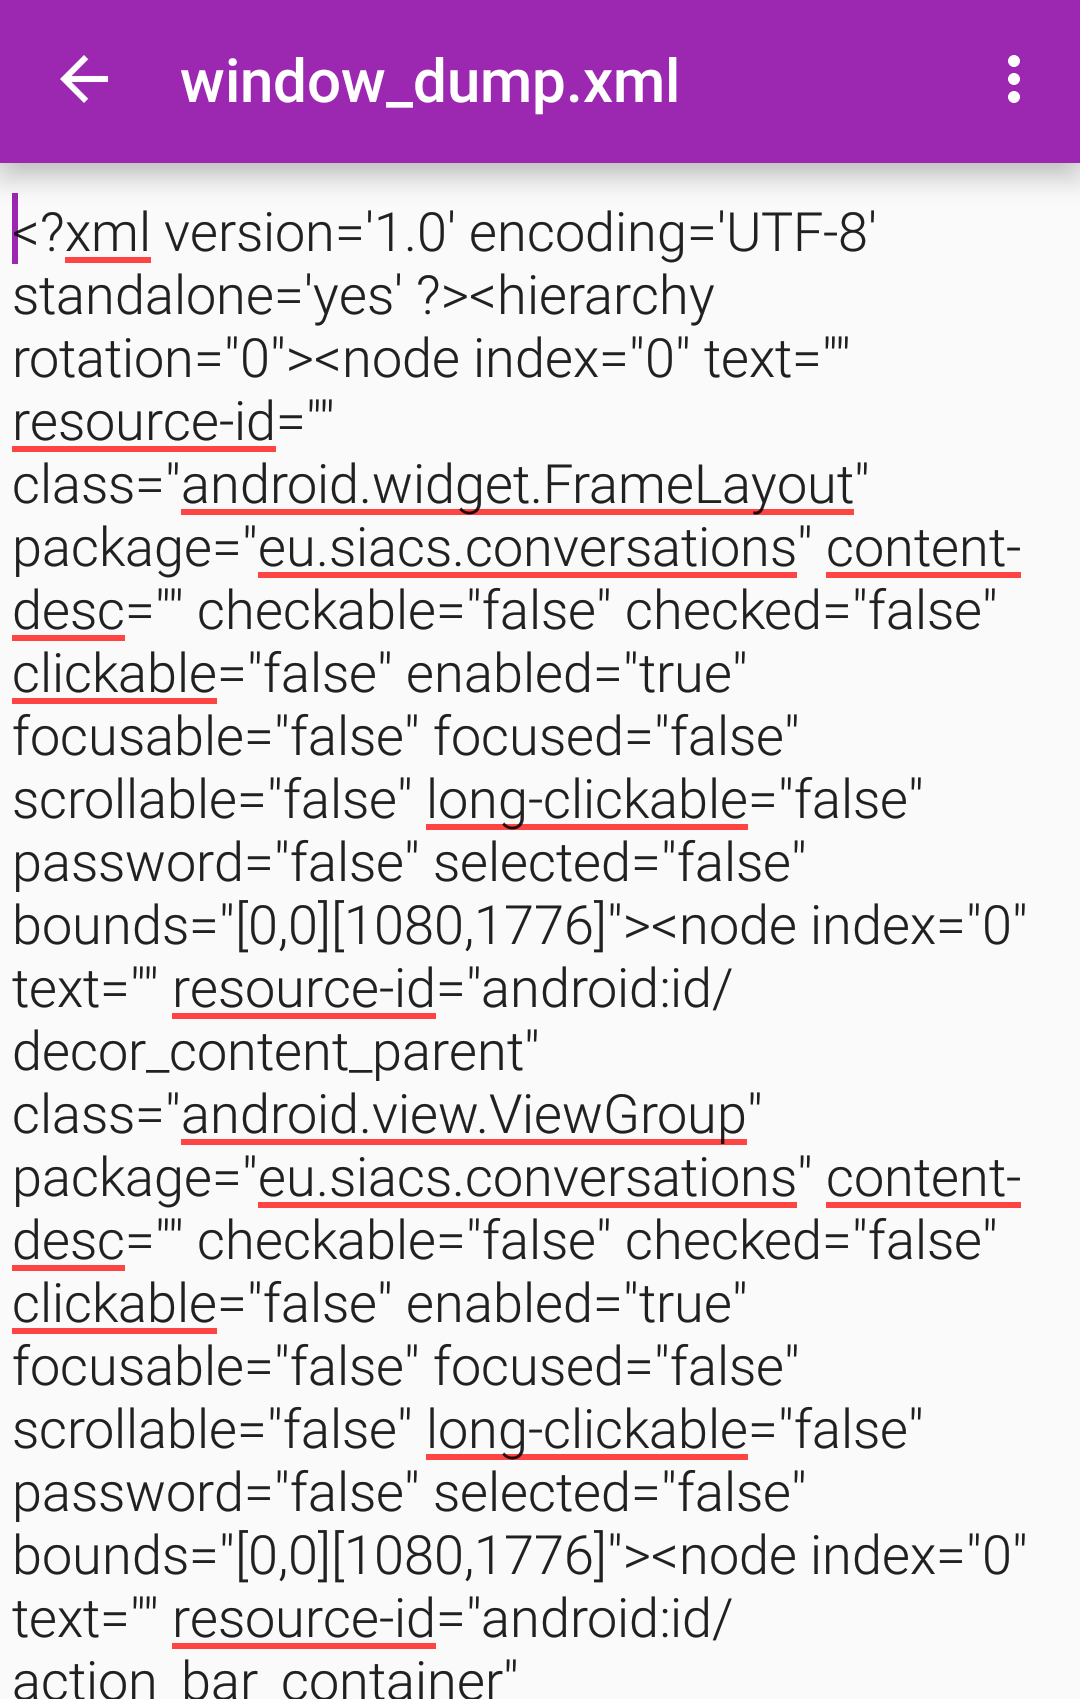 window_dump.xml
<?xml version='1.0' encoding='UTF-8'
standalone='yes' ?><hierarchy
rotation="0"><node index="0" text=""
resource-id=""
class="android.widget.FrameLayout"
package="eu.siacs.conversations" content-
desc="" checkable="false" checked="false"
clickable="false" enabled="true"
focusable="false" focused="false"
scrollable="false" long-clickable="false"
password="false" selected="false"
bounds="[0,0][1080,1776]"><node index="0"
text="" resource-id="android:id/
decor_content_parent"
class="android.view.ViewGroup"
package="eu.siacs.conversations" content-
desc="" checkable="false" checked="false"
clickable="false" enabled="true"
focusable="false" focused="false"
scrollable="false" long-clickable="false"
password="false" selected="false"
bounds="[0,0][1080,1776]"><node index="0"
text="" resource-id="android:id/
action_bar_container"